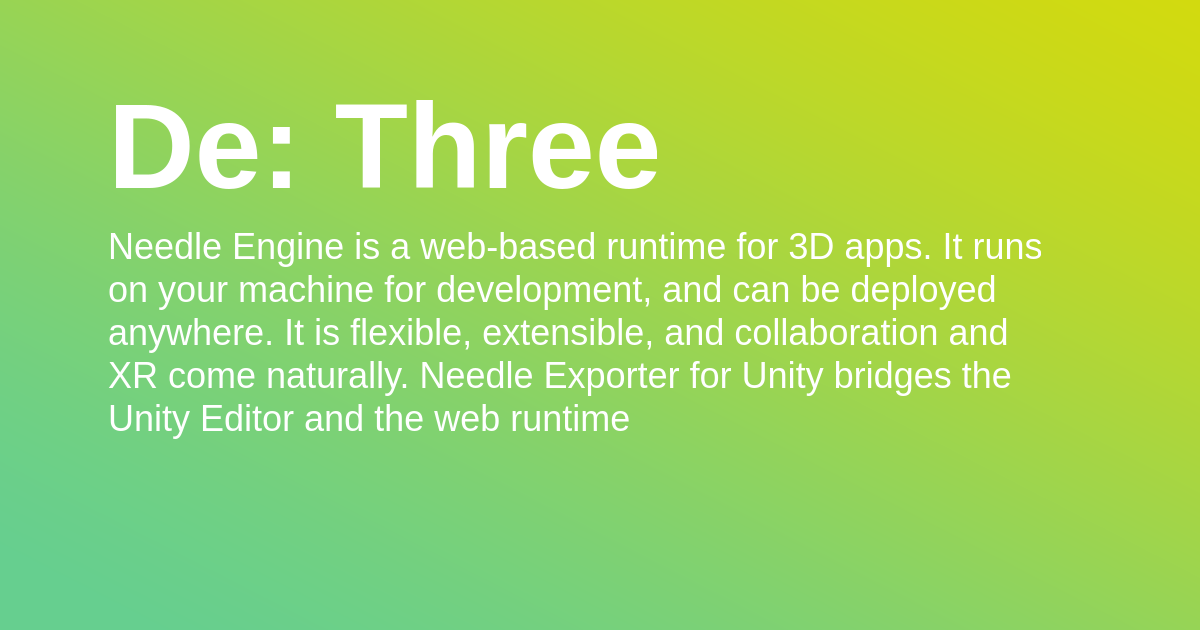 De: Three
Needle Engine is a web-based runtime for 3D apps. It runs
on your machine for development, and can be deployed
anywhere. It is flexible, extensible, and collaboration and
XR come naturally. Needle Exporter for Unity bridges the
Unity Editor and the web runtime